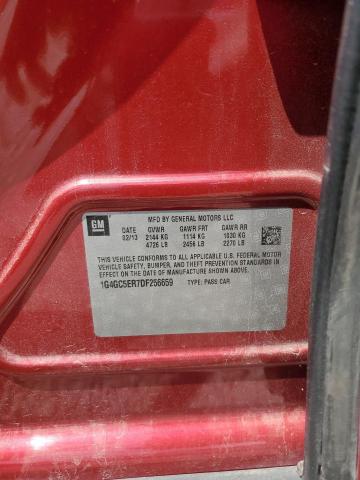 GM
MFD BY GENERAL MOTORS LLC
DATE GVWR GAWR FRT GAWR RR
02/13 2144 KG 1114 KG 1030 KG
4726 LB 2456 LB 2270 LB
THIS VEHICLE CONFORMS TO ALL APPLICABLE U.S. FEDERAL MOTOR
VEHICLE SAFETY, BUMPER, AND THEFT PREVENTION STANDARDS
IN EFFECT ON THE DATE OF MANUFACTURE SHOWN ABOVE.
1G4GC5ER7DF256659 TYPE: PASS CAR